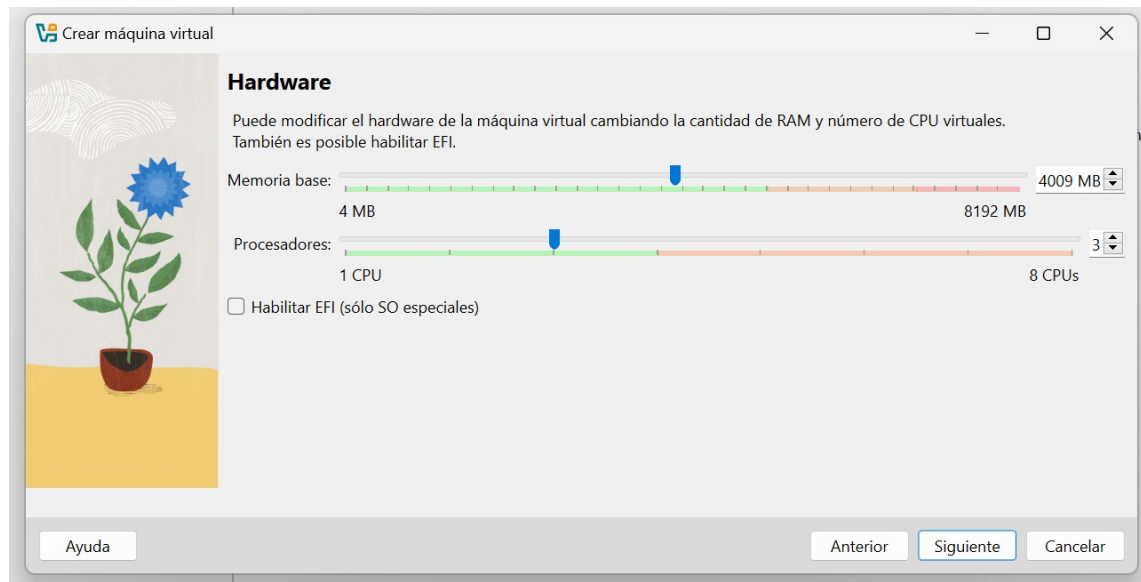 Crear máquina virtual
Hardware
Puede modificar el hardware de la máquina virtual cambiando la cantidad de RAM y número de CPU virtuales.
También es posible habilitar EFI.
Memoria base:
4009 MB
4 MB
8192 MB
Procesadores:
3
1 CPU
8 CPUs
Habilitar EFI (sólo SO especiales)
Ayuda
Anterior
Siguiente
Cancelar